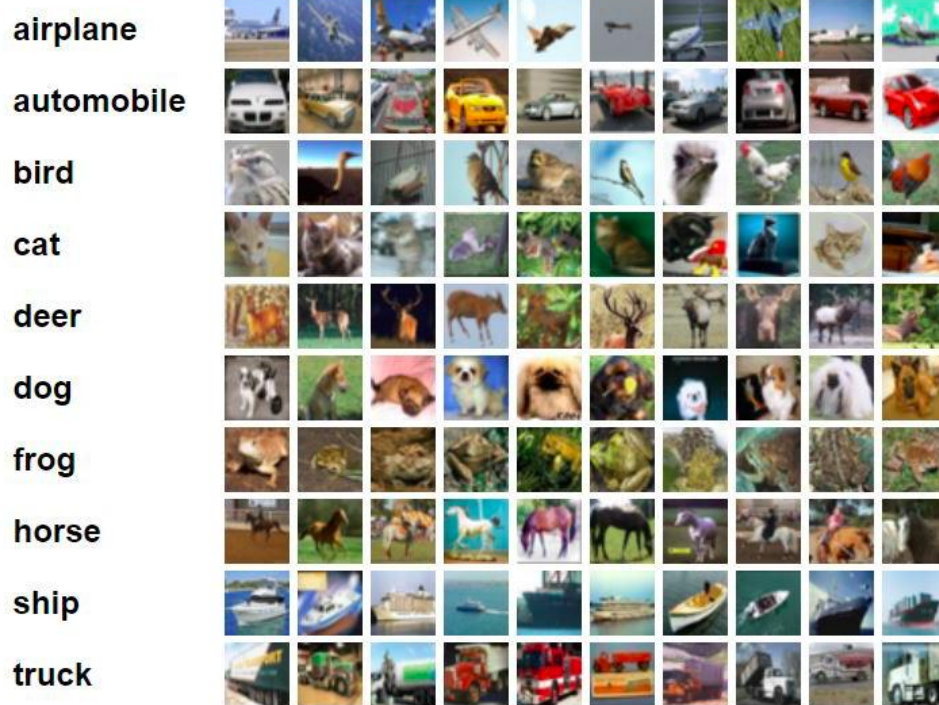 airplane
automobile
bird
cat
deer
dog
frog
horse
ship
truck